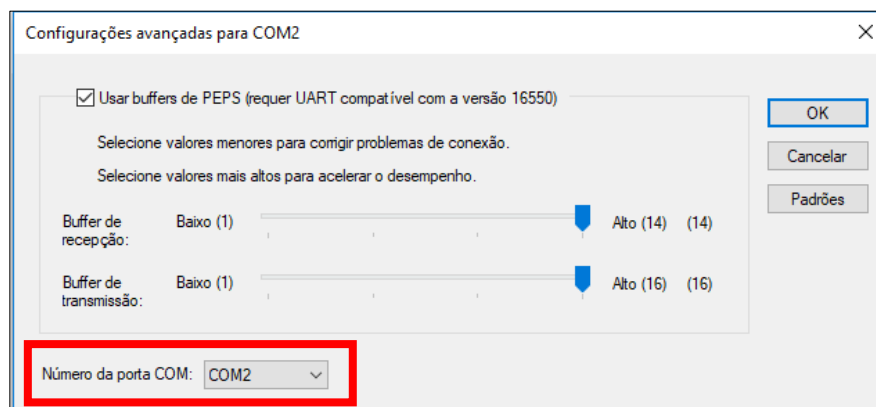 Configurações avançadas para COM2
Usar buffers de PEPS (requer UART compatível com a versão 16550)
OK
Selecione valores menores para corrigir problemas de conexão.
Cancelar
Selecione valores mais altos para acelerar o desempenho.
Padrões
Buffer de recepção: Baixo (1) Alto (14) (14)
Buffer de transmissão: Baixo (1) Alto (16) (16)
Número da porta COM: COM2